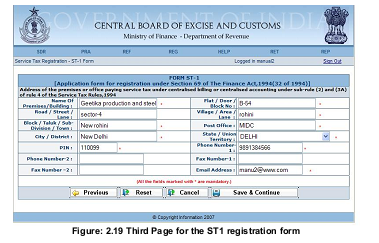 CENTRAL BOARD OF EXCISE AND CUSTOMS
Ministry of Finance - Department of Revenue
SDR PRA REF REG HELP RET REP
Service Tax Registration - ST-1 Form Logged in manual2 Sign Out
FORM ST-1
[Application form for registration under Section 69 of The Finance Act,1994(32 of 1994)]
Address of the premises or office paying service tax under centralised billing or centralised accounting under sub-rule (2) and (3A) of rule 4 of the Service Tax Rules,1994
Name Of Premises/Building : Geetika production and steel * Flat / Door / Block No : B-64 *
Road / Street / Lane : sector-4 Village / Area / Lane : rohini *
Block / Taluk / Sub-Division / Town : New rohini * Post Office : MIDC *
City / District : New Delhi * State / Union Territory : DELHI *
PIN : 110099 * Phone Number-1 : 9891384566 *
Phone Number-2 : Fax Number-1 :
Fax Number -2 : Email Address : manu2@www.com *
(All the fields marked with * are mandatory.)
Previous Reset Cancel Save & Continue
© Copyright Information 2007
Figure: 2.19 Third Page for the ST1 registration form